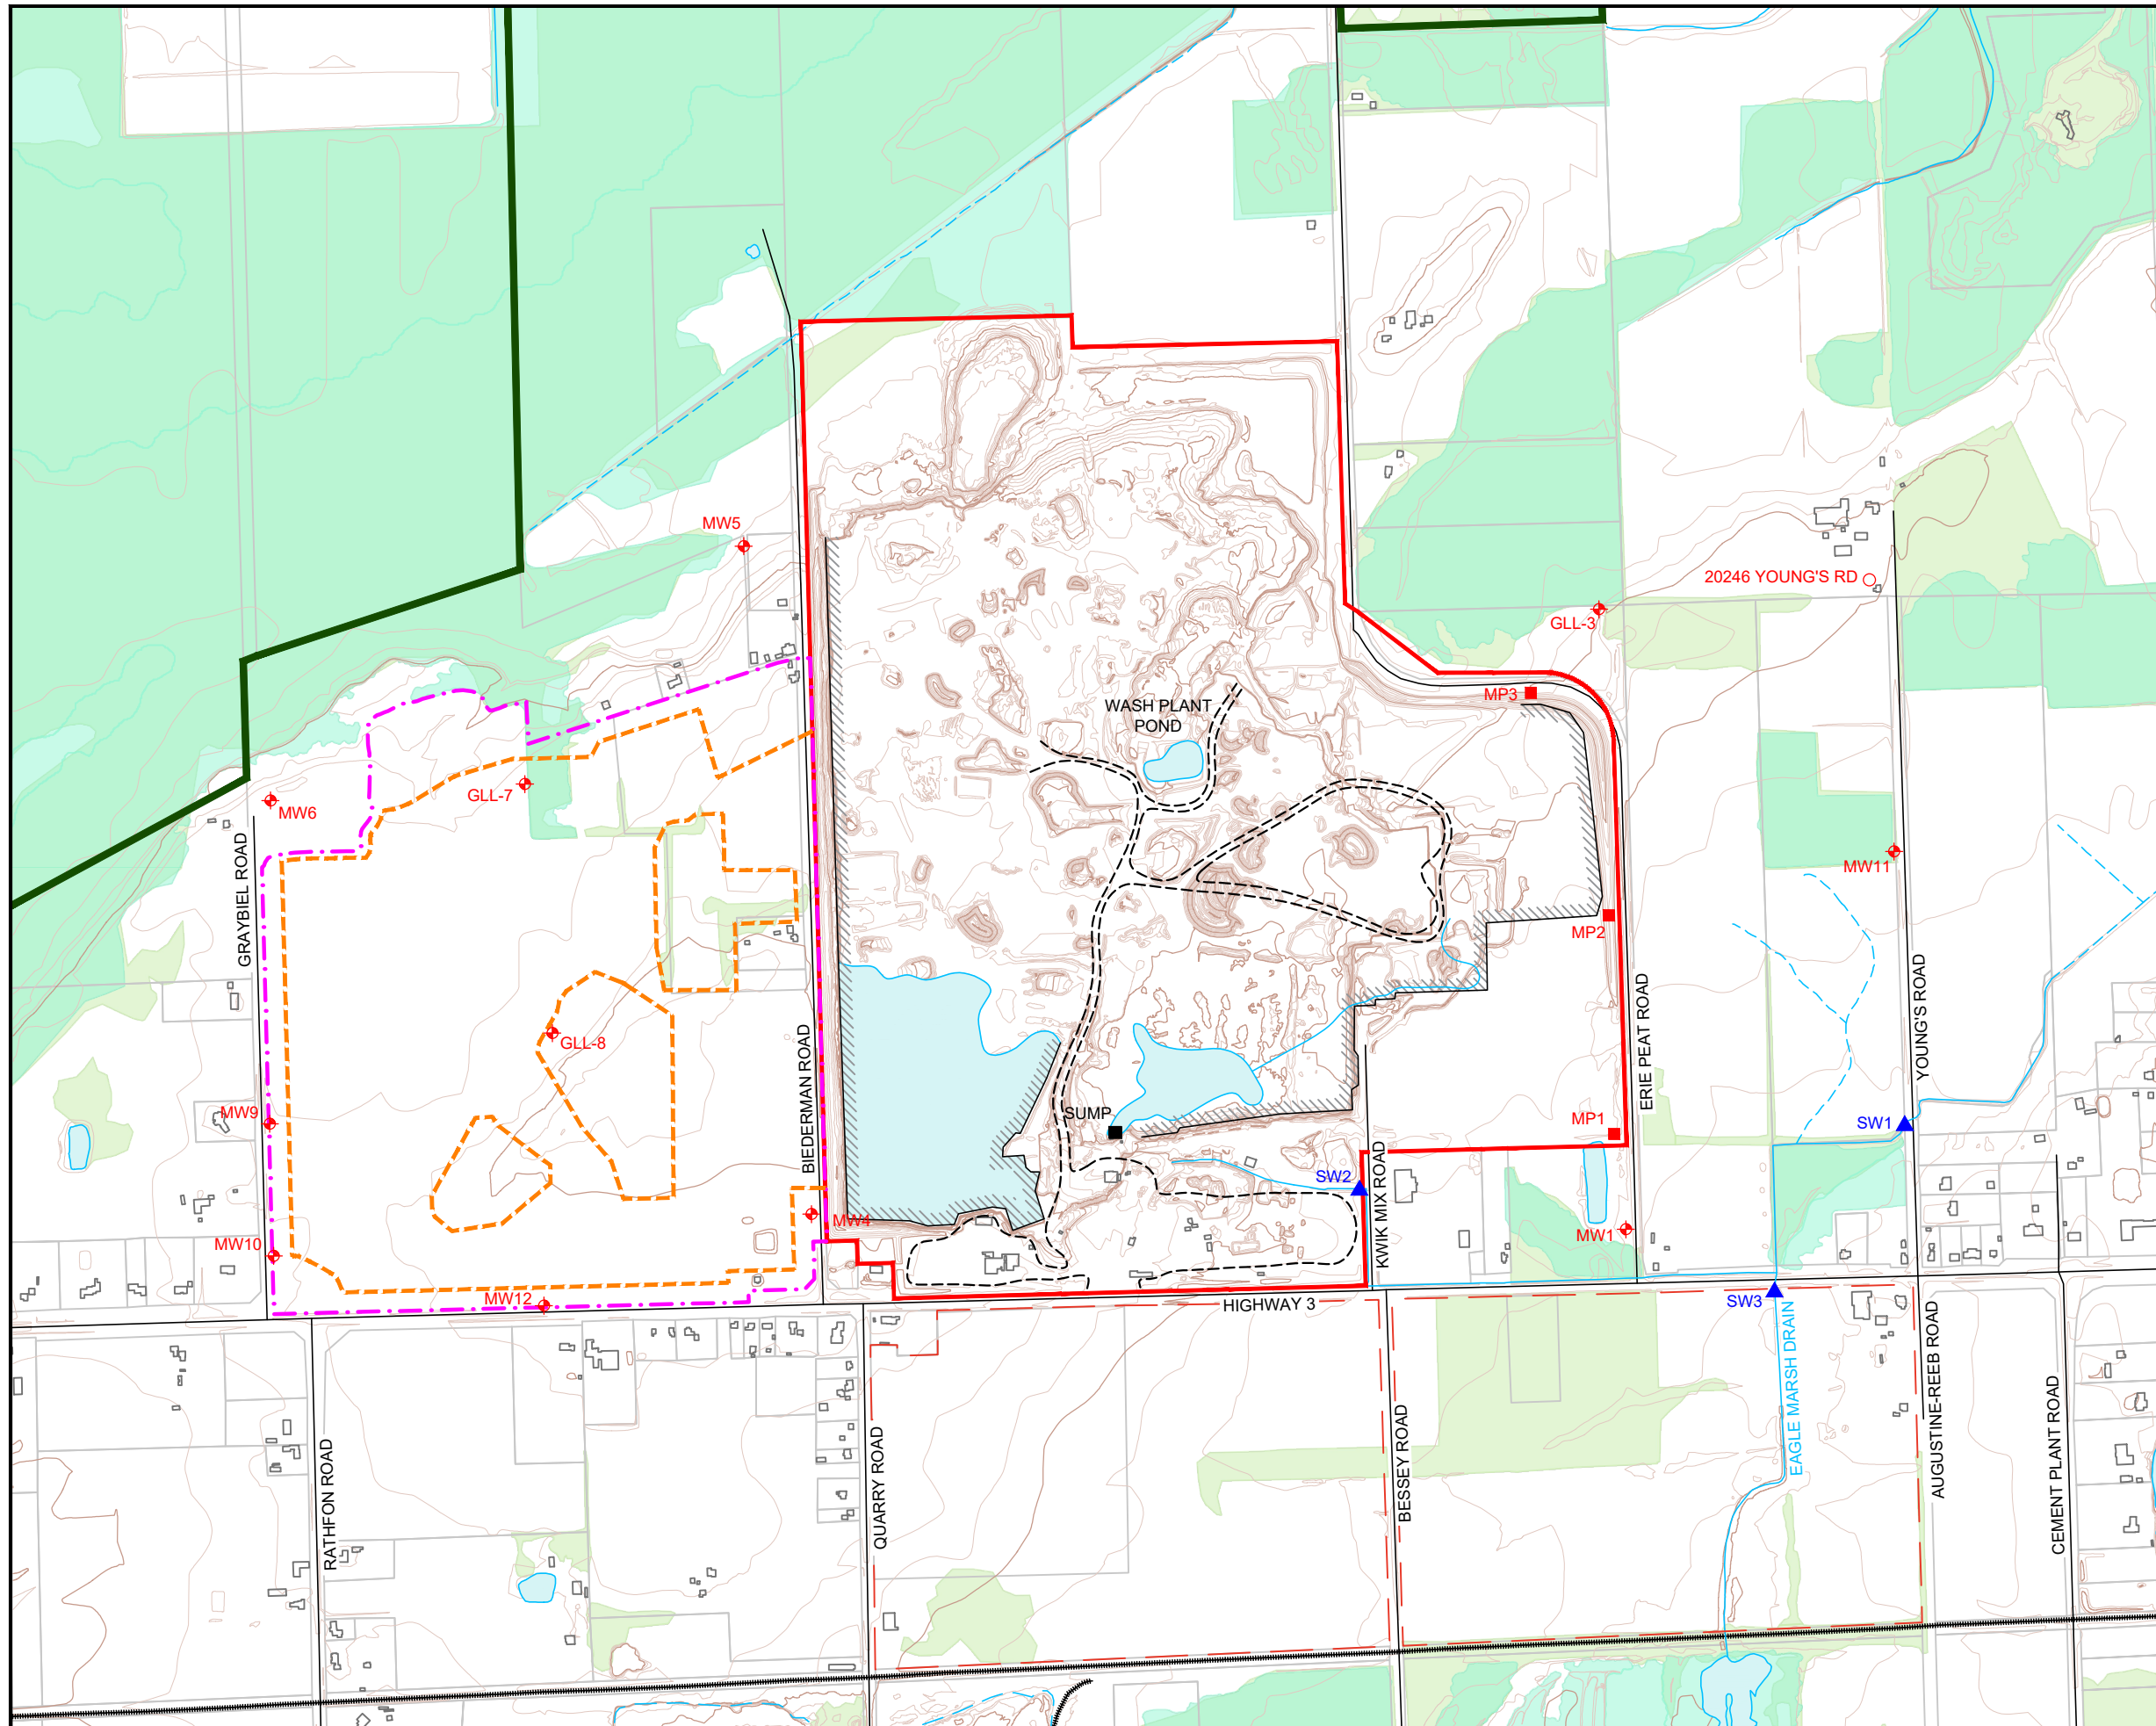 MW5
20246 YOUNG'S RD
GLL-3
MP3
WASH PLANT
POND
GLL-7
MW6
GRAYBIEL ROAD
MW11
MP2
YOUNG'S ROAD
ERIE PEAT ROAD
GLL-8
BIEDERMAN ROAD
MW9
SUMP
MP1
SW1
KWIK MIX ROAD
SW2
MW4
MW1
MW10
MW12
HIGHWAY 3
SW3
EAGLE MARSH DRAIN
AUGUSTINE-REEB ROAD
CEMENT PLANT ROAD
BESSEY ROAD
QUARRY ROAD
RATHFON ROAD